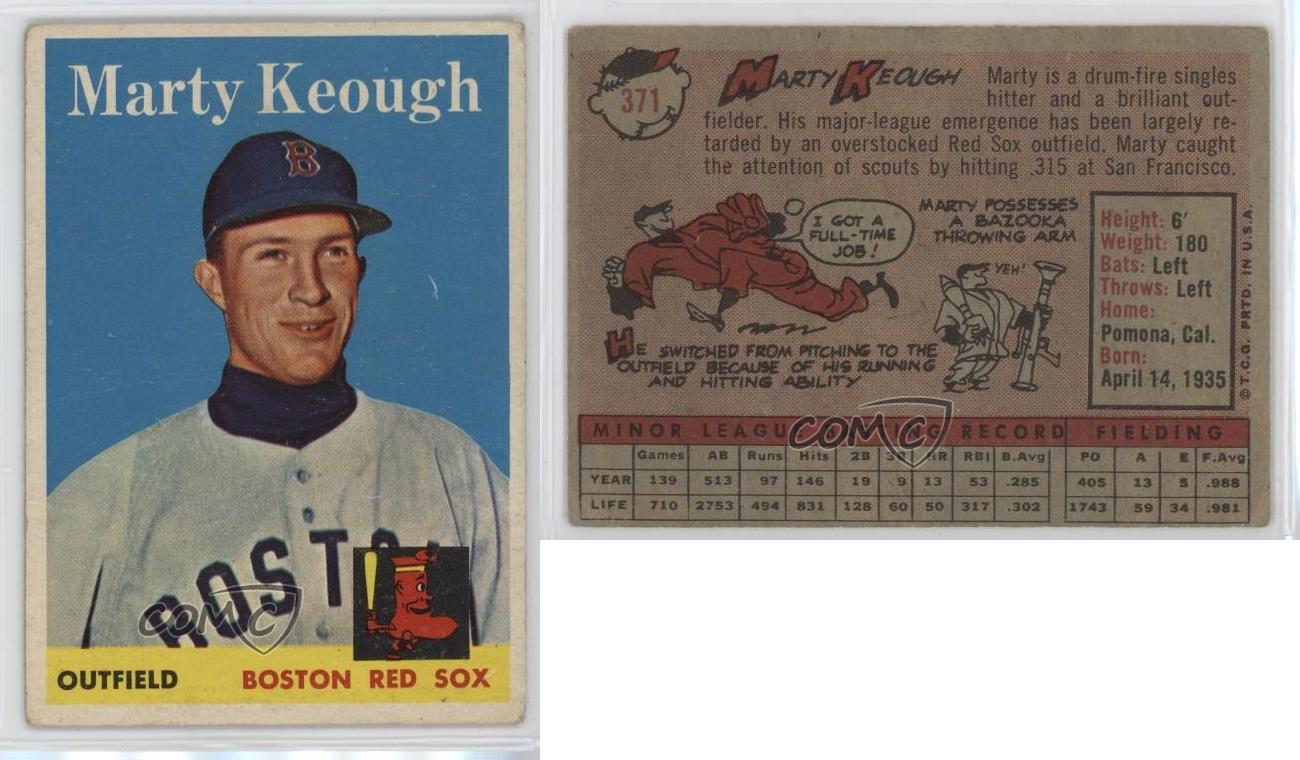 Marty Keough
B
BOSTON
COMC
OUTFIELD
BOSTON RED SOX
371
MARTY KEOUGH
Marty is a drum-fire singles
hitter and a brilliant out-
fielder. His major-league emergence has been largely re-
tarded by an overstocked Red Sox outfield. Marty caught
the attention of scouts by hitting .315 at San Francisco.
I GOT A
FULL-TIME
JOB!
HE SWITCHED FROM PITCHING TO THE
OUTFIELD BECAUSE OF HIS RUNNING
AND HITTING ABILITY
MARTY POSSESSES
A BAZOOKA
THROWING ARM
YEH!
Height: 6'
Weight: 180
Bats: Left
Throws: Left
Home:
Pomona, Cal.
Born:
April 14, 1935
© T.C.G. PRTD. IN U.S.A.
COMC
MINOR LEAGUE BATTING RECORD FIELDING
Games AB Runs Hits 2B 3B HR RBI B.Avg PO A E F.Avg
YEAR 139 513 97 146 19 9 13 53 .285 405 13 5 .988
LIFE 710 2753 494 831 128 60 50 317 .302 1743 59 34 .981